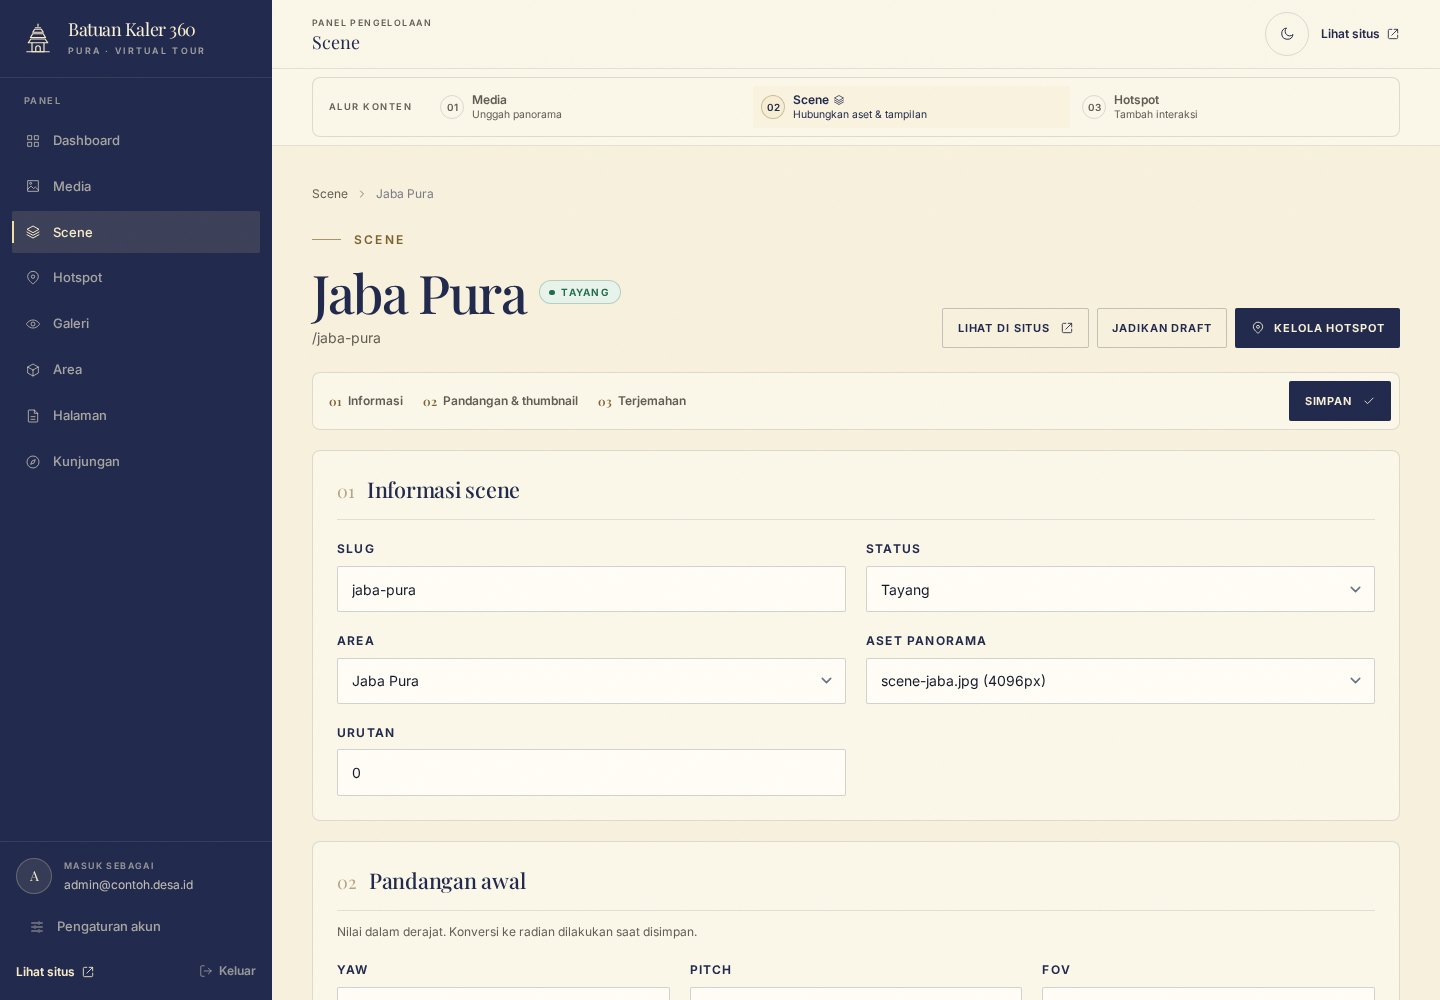 Batuan Kaler 360
PURA · VIRTUAL TOUR
PANEL
Dashboard
Media
Scene
Hotspot
Galeri
Area
Halaman
Kunjungan
A
MASUK SEBAGAI
admin@contoh.desa.id
Pengaturan akun
Lihat situs
Keluar
PANEL PENGELOLAAN
Scene
Lihat situs
ALUR KONTEN
01
Media
Unggah panorama
02
Scene
Hubungkan aset & tampilan
03
Hotspot
Tambah interaksi
Scene > Jaba Pura
SCENE
Jaba Pura
TAYANG
/jaba-pura
LIHAT DI SITUS
JADIKAN DRAFT
KELOLA HOTSPOT
01 Informasi
02 Pandangan & thumbnail
03 Terjemahan
SIMPAN
01 Informasi scene
SLUG
jaba-pura
STATUS
Tayang
AREA
Jaba Pura
ASET PANORAMA
scene-jaba.jpg (4096px)
URUTAN
0
02 Pandangan awal
Nilai dalam derajat. Konversi ke radian dilakukan saat disimpan.
YAW
PITCH
FOV